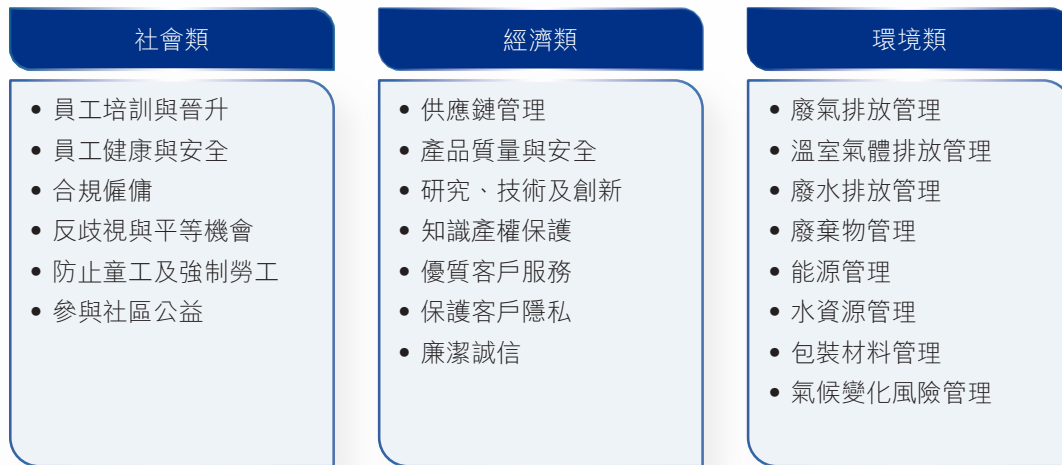 社會類
• 員工培訓與晉升
• 員工健康與安全
• 合規僱傭
• 反歧視與平等機會
• 防止童工及強制勞工
• 參與社區公益
經濟類
• 供應鏈管理
• 產品質量與安全
• 研究、技術及創新
• 知識產權保護
• 優質客戶服務
• 保護客戶隱私
• 廉潔誠信
環境類
• 廢氣排放管理
• 溫室氣體排放管理
• 廢水排放管理
• 廢棄物管理
• 能源管理
• 水資源管理
• 包裝材料管理
• 氣候變化風險管理